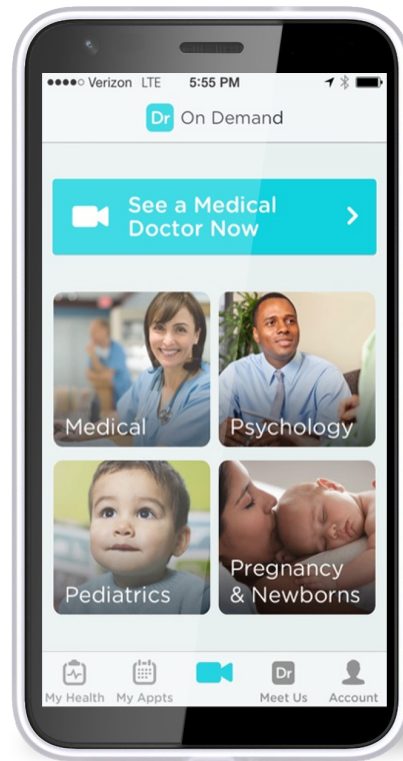 Verizon LTE 5:55 PM
Dr On Demand
See a Medical
Doctor Now
Medical
Psychology
Pediatrics
Pregnancy
& Newborns
My Health My Appts Dr Meet Us Account